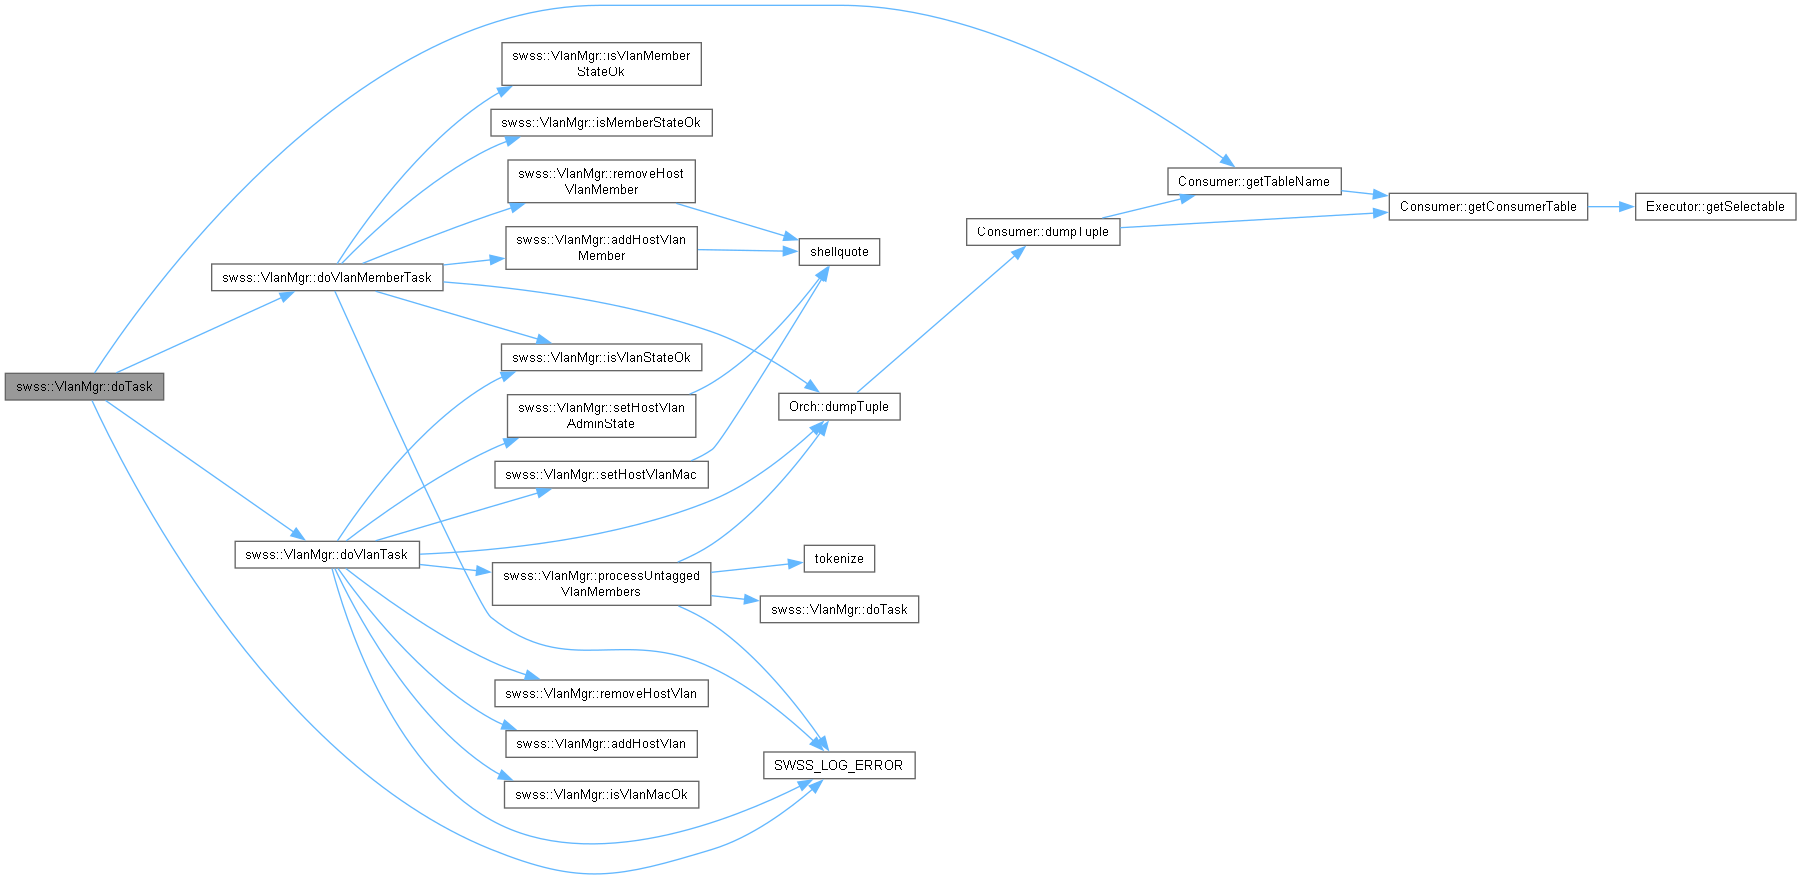 swss::VlanMgr::isVlanMember
StateOk
swss::VlanMgr::isMemberStateOk
swss::VlanMgr::removeHost
VlanMember
swss::VlanMgr::addHostVlan
Member
swss::VlanMgr::doVlanMemberTask
swss::VlanMgr::isVlanStateOk
swss::VlanMgr::doTask
swss::VlanMgr::setHostVlan
AdminState
swss::VlanMgr::setHostVlanMac
swss::VlanMgr::doVlanTask
swss::VlanMgr::processUntagged
VlanMembers
swss::VlanMgr::removeHostVlan
swss::VlanMgr::addHostVlan
swss::VlanMgr::isVlanMacOk
shellquote
Orch::dumpTuple
tokenize
swss::VlanMgr::doTask
SWSS_LOG_ERROR
Consumer::dumpTuple
Consumer::getTableName
Consumer::getConsumerTable
Executor::getSelectable